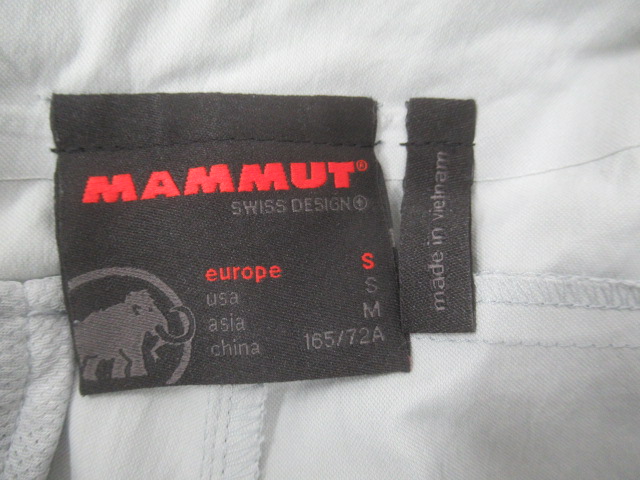 MAMMUT®
SWISS DESIGN
europe S
usa S
asia M
china 165/72A
made in vietnam